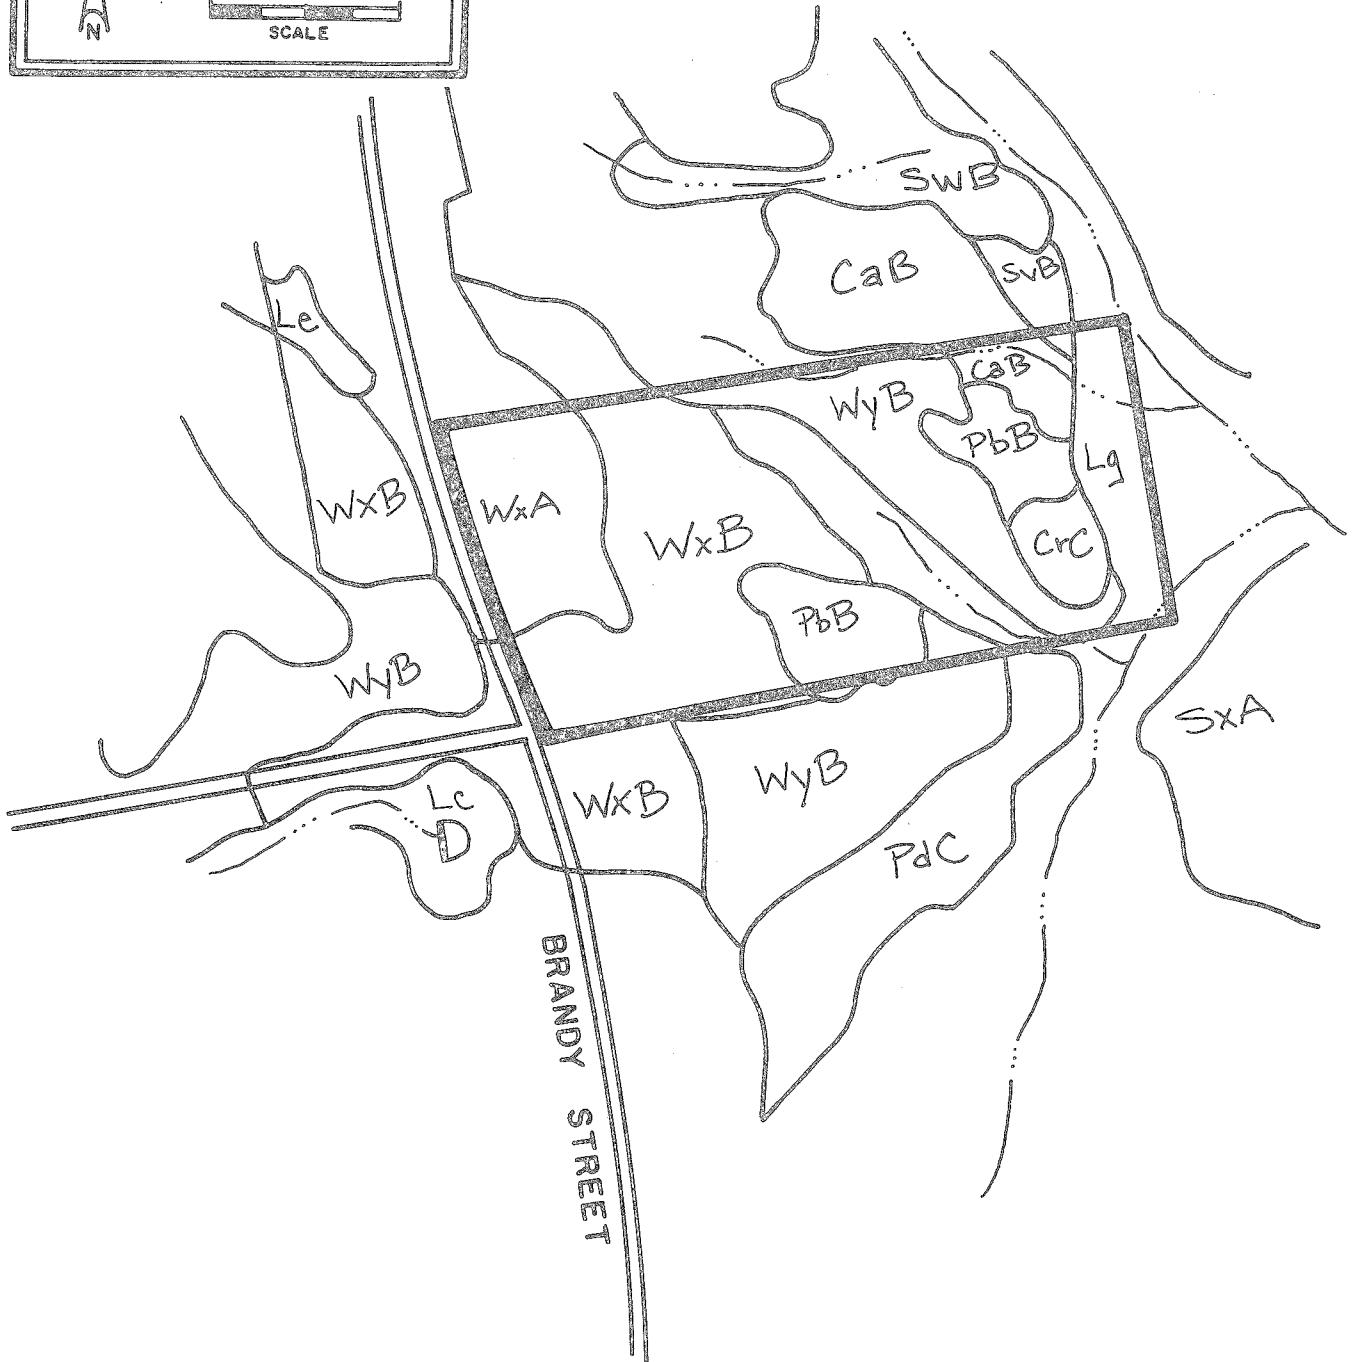 N
SCALE
SwB
CaB
SvB
Le
CaB
WyB
PbB
Lg
WxB
WxA
WxB
CrC
PbB
WyB
SxA
WyB
WxB
Lc
D
PdC
BRANDY STREET